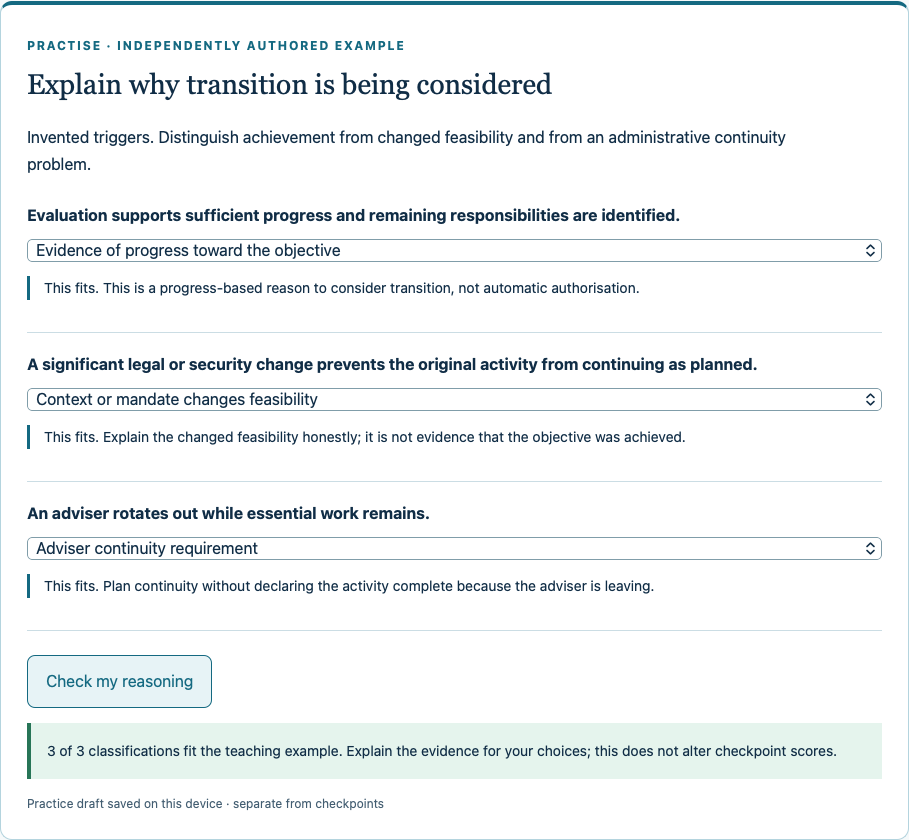 PRACTISE · INDEPENDENTLY AUTHORED EXAMPLE
Explain why transition is being considered
Invented triggers. Distinguish achievement from changed feasibility and from an administrative continuity
problem.
Evaluation supports sufficient progress and remaining responsibilities are identified.
Evidence of progress toward the objective
This fits. This is a progress-based reason to consider transition, not automatic authorisation.
A significant legal or security change prevents the original activity from continuing as planned.
Context or mandate changes feasibility
This fits. Explain the changed feasibility honestly; it is not evidence that the objective was achieved.
An adviser rotates out while essential work remains.
Adviser continuity requirement
This fits. Plan continuity without declaring the activity complete because the adviser is leaving.
Check my reasoning
3 of 3 classifications fit the teaching example. Explain the evidence for your choices; this does not alter checkpoint scores.
Practice draft saved on this device · separate from checkpoints